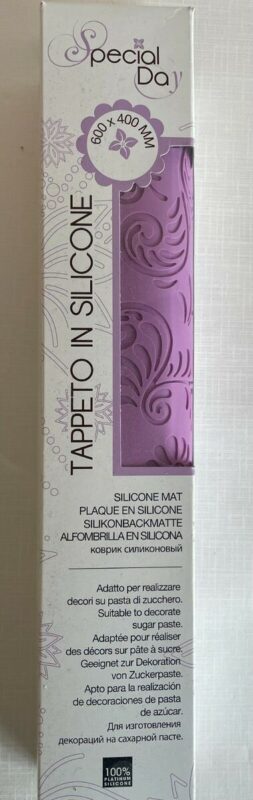 Special
Day
600 x 400 MM
TAPPETO IN SILICONE
SILICONE MAT
PLAQUE EN SILICONE
SILIKONBACKMATTE
ALFOMBRILLA EN SILICONA
КОВРИК СИЛИКОНОВЫЙ
Adatto per realizzare
decori su pasta di zucchero.
Suitable to decorate
sugar paste.
Adaptée pour réaliser
des décors sur pâte à sucre.
Geeignet zur Dekoration
von Zuckerpaste.
Apto para la realización
de decoraciones de pasta
de azúcar.
Для изготовления
декораций на сахарной пасте.
100%
PLATINUM
SILICONE